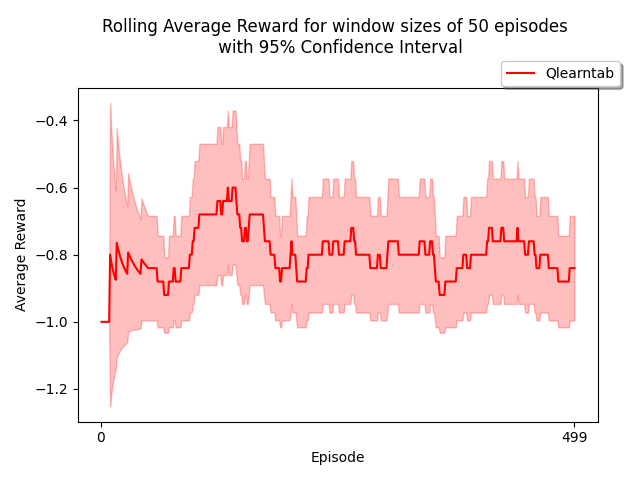 Rolling Average Reward for window sizes of 50 episodes
with 95% Confidence Interval
Qlearntab
−0.4
−0.6
−0.8
−1.0
−1.2
Average Reward
0
499
Episode